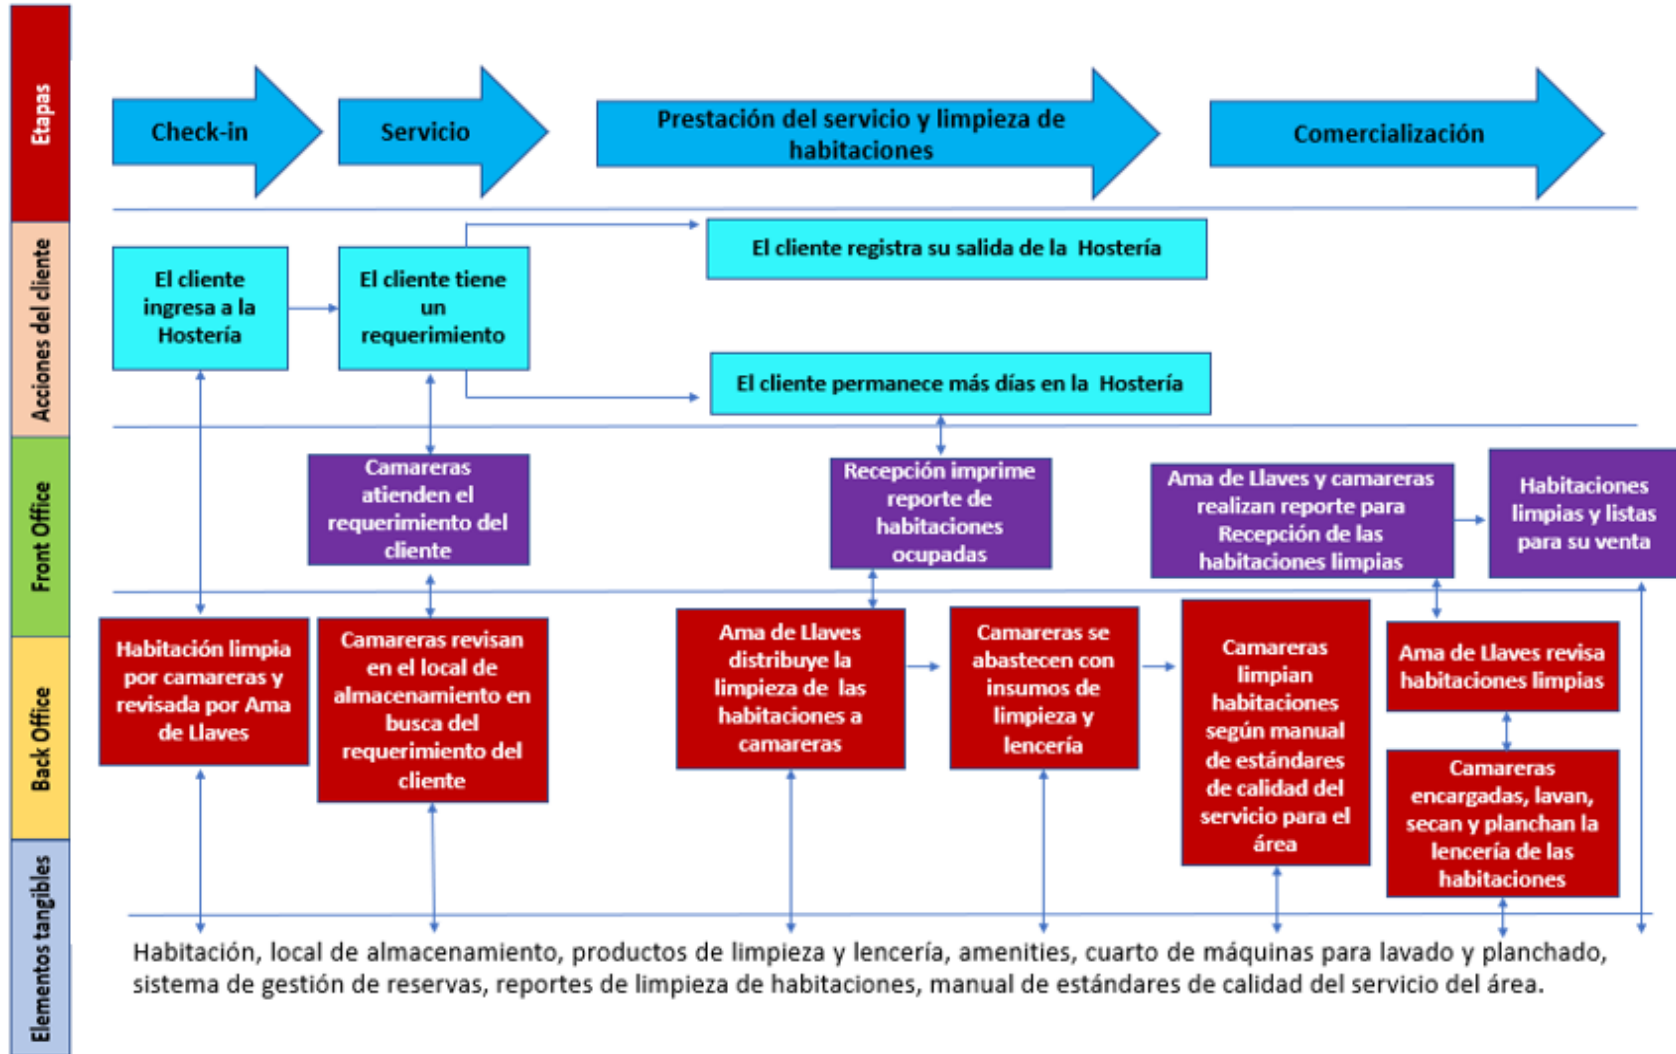 Etapas
Check-in
Servicio
Prestación del servicio y limpieza de
habitaciones
Comercialización
Acciones del cliente
El cliente
ingresa a la
Hostería
El cliente tiene
un
requerimiento
El cliente registra su salida de la Hostería
El cliente permanece más días en la Hostería
Front Office
Camareras
atienden el
requerimiento del
cliente
Recepción imprime
reporte de
habitaciones
ocupadas
Ama de Llaves y camareras
realizan reporte para
Recepción de las
habitaciones limpias
Habitaciones
limpias y listas
para su venta
Back Office
Habitación limpia
por camareras y
revisada por Ama
de Llaves
Camareras revisan
en el local de
almacenamiento en
busca del
requerimiento del
cliente
Ama de Llaves
distribuye la
limpieza de las
habitaciones a
camareras
Camareras se
abastecen con
insumos de
limpieza y
lencería
Camareras
limpian
habitaciones
según manual
de estándares
de calidad del
servicio para el
área
Ama de Llaves revisa
habitaciones limpias
Camareras
encargadas, lavan,
secan y planchan la
lencería de las
habitaciones
Elementos tangibles
Habitación, local de almacenamiento, productos de limpieza y lencería, amenities, cuarto de máquinas para lavado y planchado,
sistema de gestión de reservas, reportes de limpieza de habitaciones, manual de estándares de calidad del servicio del área.